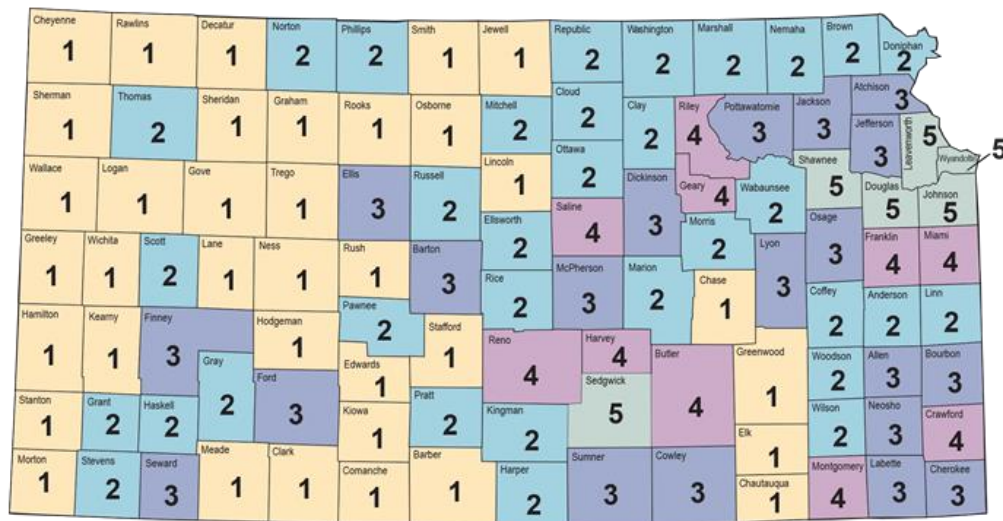 Cheyenne
1
Rawlins
1
Decatur
1
Norton
2
Phillips
2
Smith
1
Jewell
1
Republic
2
Washington
2
Marshall
2
Nemaha
2
Brown
2
Doniphan
2
Sherman
1
Thomas
2
Sheridan
1
Graham
1
Rooks
1
Osborne
1
Mitchell
2
Cloud
2
Clay
2
Riley
4
Pottawatomie
3
Jackson
3
Atchison
3
Jefferson
3
Leavenworth
5
Wyandotte
5
Wallace
1
Logan
1
Gove
1
Trego
1
Ellis
3
Russell
2
Lincoln
1
Ottawa
2
Saline
4
Dickinson
3
Geary
4
Wabaunsee
2
Shawnee
5
Douglas
5
Johnson
5
Greeley
1
Wichita
1
Scott
2
Lane
1
Ness
1
Rush
1
Barton
3
Ellsworth
2
Rice
2
McPherson
3
Marion
2
Morris
2
Chase
1
Lyon
3
Osage
3
Franklin
4
Miami
4
Hamilton
1
Kearny
1
Finney
3
Hodgeman
1
Pawnee
2
Stafford
1
Edwards
1
Reno
4
Harvey
4
Butler
4
Greenwood
1
Coffey
2
Anderson
2
Linn
2
Gray
2
Ford
3
Kiowa
1
Pratt
2
Kingman
2
Sedgwick
5
Woodson
2
Allen
3
Bourbon
3
Stanton
1
Grant
2
Haskell
2
Elk
1
Wilson
2
Neosho
3
Crawford
4
Morton
1
Stevens
2
Seward
3
Meade
1
Clark
1
Comanche
1
Barber
1
Harper
2
Sumner
3
Cowley
3
Chautauqua
1
Montgomery
4
Labette
3
Cherokee
3